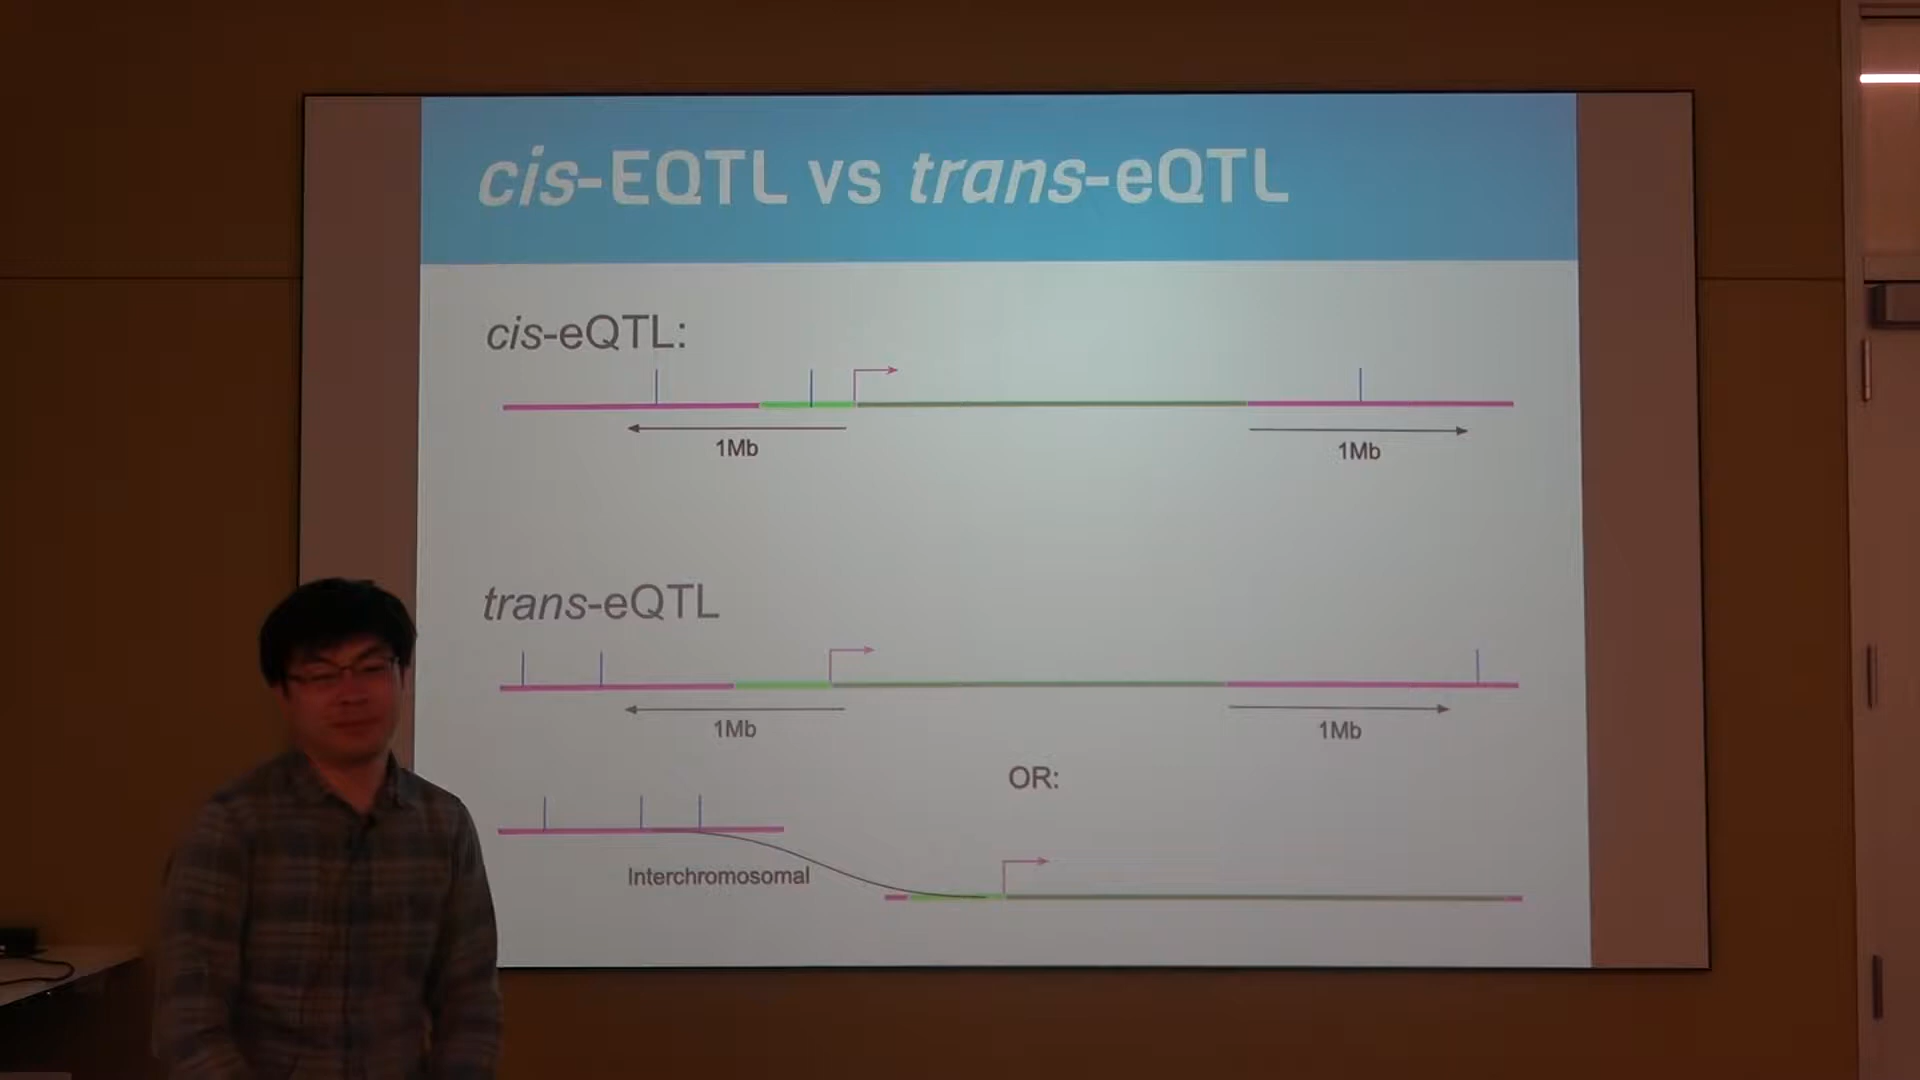 cis-EQTL vs trans-eQTL
cis-eQTL:
1Mb
1Mb
trans-eQTL
1Mb
1Mb
OR:
Interchromosomal